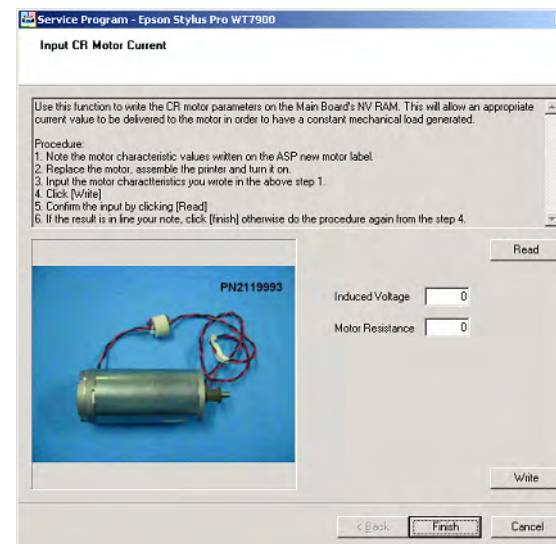 Service Program - Epson Stylus Pro WT7900
Input CR Motor Current
Use this function to write the CR motor parameters on the Main Board's NV RAM. This will allow an appropriate
current value to be delivered to the motor in order to have a constant mechanical load generated.
Procedure:
1. Note the motor characteristic values written on the ASP new motor label.
2. Replace the motor, assemble the printer and turn it on.
3. Input the motor charactteristics you wrote in the above step 1.
4. Click [Write]
5. Confirm the input by clicking [Read]
6. If the result is in line your note, click [finish] otherwise do the procedure again from the step 4.
Read
PN2119993
Induced Voltage 0
Motor Resistance 0
Write
< Back Finish Cancel